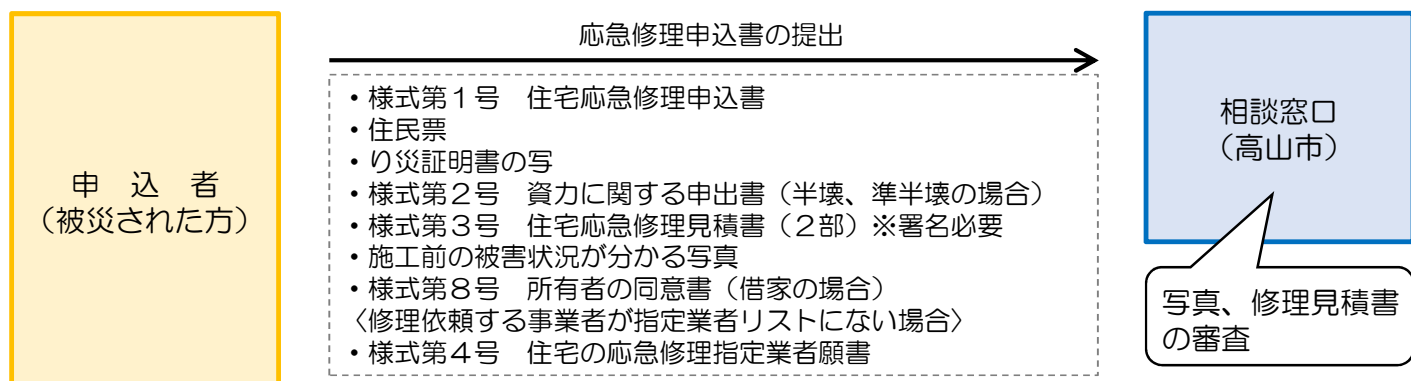 応急修理申込書の提出
申　込　者
（被災された方）
・様式第１号　住宅応急修理申込書
・住民票
・り災証明書の写
・様式第２号　資力に関する申出書（半壊、準半壊の場合）
・様式第３号　住宅応急修理見積書（２部）※署名必要
・施工前の被害状況が分かる写真
・様式第８号　所有者の同意書（借家の場合）
〈修理依頼する事業者が指定業者リストにない場合〉
・様式第４号　住宅の応急修理指定業者願書
相談窓口
（高山市）
写真、修理見積書
の審査